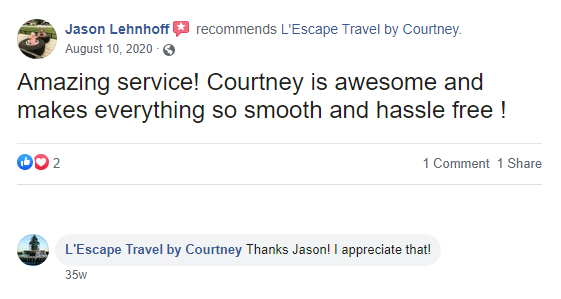 Jason Lehnhoff recommends L'Escape Travel by Courtney.
August 10, 2020 ·
Amazing service! Courtney is awesome and
makes everything so smooth and hassle free !
2 1 Comment 1 Share
L'Escape Travel by Courtney Thanks Jason! I appreciate that!
35w